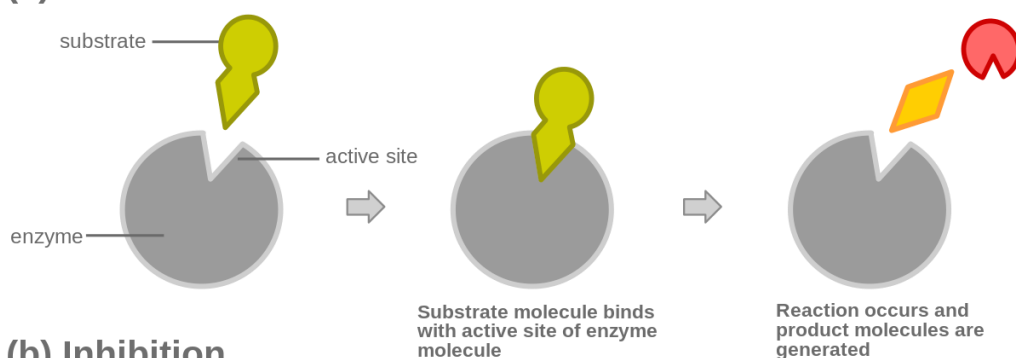 substrate
active site
enzyme
Substrate molecule binds
with active site of enzyme
molecule
Reaction occurs and
product molecules are
generated
(b) Inhibition